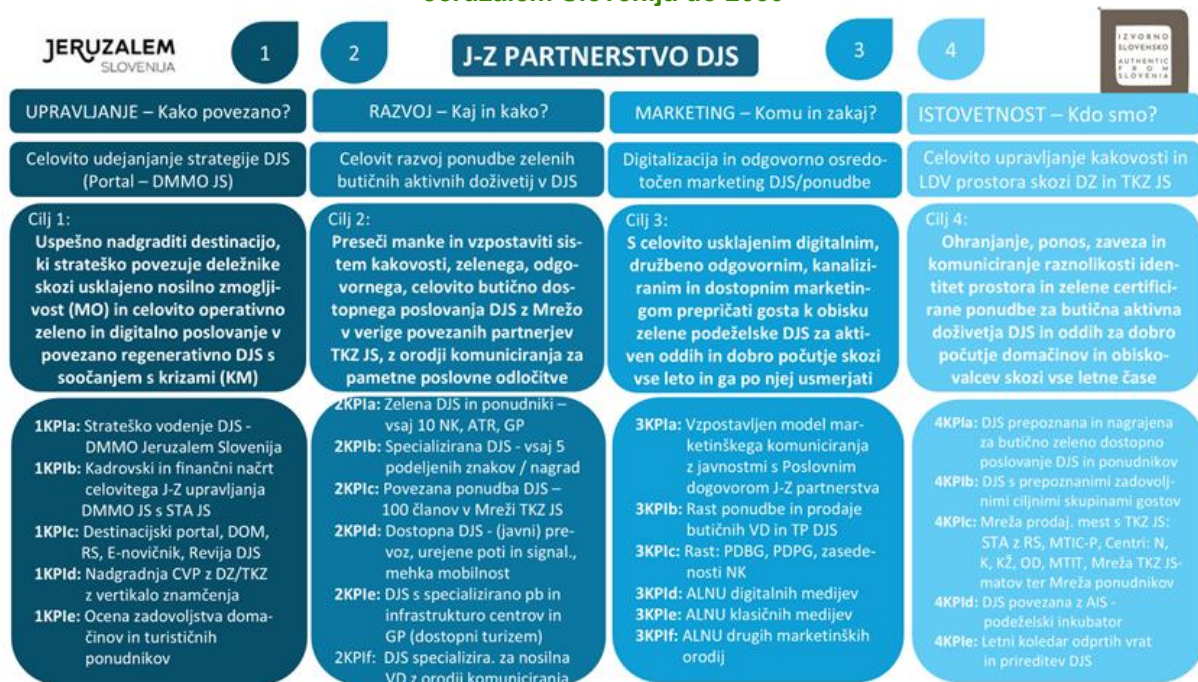 Jeruzalem Slovenija do 2030
JERUZALEM
SLOVENIJA
1
2
J-Z PARTNERSTVO DJS
3
4
IZVORNO
SLOVENSKO
AUTHENTIC
FROM
SLOVENIA
UPRAVLJANJE – Kako povezano?
Celovito udejanjanje strategije DJS
(Portal – DMMO JS)
Cilj 1:
Uspešno nadgraditi destinacijo,
ki strateško povezuje deležnike
skozi usklajeno nosilno zmoglji-
vost (MO) in celovito operativno
zeleno in digitalno poslovanje v
povezano regenerativno DJS s
soočanjem s krizami (KM)
1KPIa: Strateško vodenje DJS -
DMMO Jeruzalem Slovenija
1KPIb: Kadrovski in finančni načrt
celovitega J-Z upravljanja
DMMO JS s STA JS
1KPIc: Destinacijski portal, DOM,
RS, E-novičnik, Revija DJS
1KPId: Nadgradnja CVP z DZ/TKZ
z vertikalo znamčenja
1KPIe: Ocena zadovoljstva doma-
činov in turističnih
ponudnikov
RAZVOJ – Kaj in kako?
Celovit razvoj ponudbe zelenih
butičnih aktivnih doživetij v DJS
Cilj 2:
Preseči manke in vzpostaviti sis-
tem kakovosti, zelenega, odgo-
vornega, celovito butično dos-
topnega poslovanja DJS z Mrežo
v verige povezanih partnerjev
TKZ JS, z orodji komuniciranja za
pametne poslovne odločitve
2KPIa: Zelena DJS in ponudniki –
vsaj 10 NK, ATR, GP
2KPIb: Specializirana DJS - vsaj 5
podeljenih znakov / nagrad
2KPIc: Povezana ponudba DJS –
100 članov v Mreži TKZ JS
2KPId: Dostopna DJS - (javni) pre-
voz, urejene poti in signal.,
mehka mobilnost
2KPIe: DJS s specializirano pb in
infrastrukturo centrov in
GP (dostopni turizem)
2KPIf: DJS specializira. za nosilna
VD z orodji komuniciranja
MARKETING – Komu in zakaj?
Digitalizacija in odgovorno osredo-
točen marketing DJS/ponudbe
Cilj 3:
S celovito usklajenim digitalnim,
družbeno odgovornim, kanalizi-
ranim in dostopnim marketin-
gom prepričati gosta k obisku
zelene podeželske DJS za akti-
ven oddih in dobro počutje skozi
vse leto in ga po njej usmerjati
3KPIa: Vzpostavljen model mar-
ketinškega komuniciranja
z javnostmi s Poslovnim
dogovorom J-Z partnerstva
3KPIb: Rast ponudbe in prodaje
butičnih VD in TP DJS
3KPIc: Rast: PDBG, PDPG, zasede-
nosti NK
3KPId: ALNU digitalnih medijev
3KPIe: ALNU klasičnih medijev
3KPIf: ALNU drugih marketinških
orodij
ISTOVETNOST – Kdo smo?
Celovito upravljanje kakovosti in
LDV prostora skozi DZ in TKZ JS
Cilj 4:
Ohranjanje, ponos, zaveza in
komuniciranje raznolikosti iden-
titet prostora in zelene certifici-
rane ponudbe za butična aktivna
doživetja DJS in oddih za dobro
počutje domačinov in obisko-
valcev skozi vse letne čase
4KPIa: DJS prepoznana in nagrajena
za butično zeleno dostopno
poslovanje DJS in ponudnikov
4KPIb: DJS s prepoznanimi zadovolj-
nimi ciljnimi skupinami gostov
4KPIc: Mreža prodaj. mest s TKZ JS:
STA z RS, MTIC-P, Centri: N,
K, KŽ, OD, MTIT, Mreža TKZ JS-
matov ter Mreža ponudnikov
4KPId: DJS povezana z AIS -
podeželski inkubator
4KPIe: Letni koledar odprtih vrat
in prireditev DJS